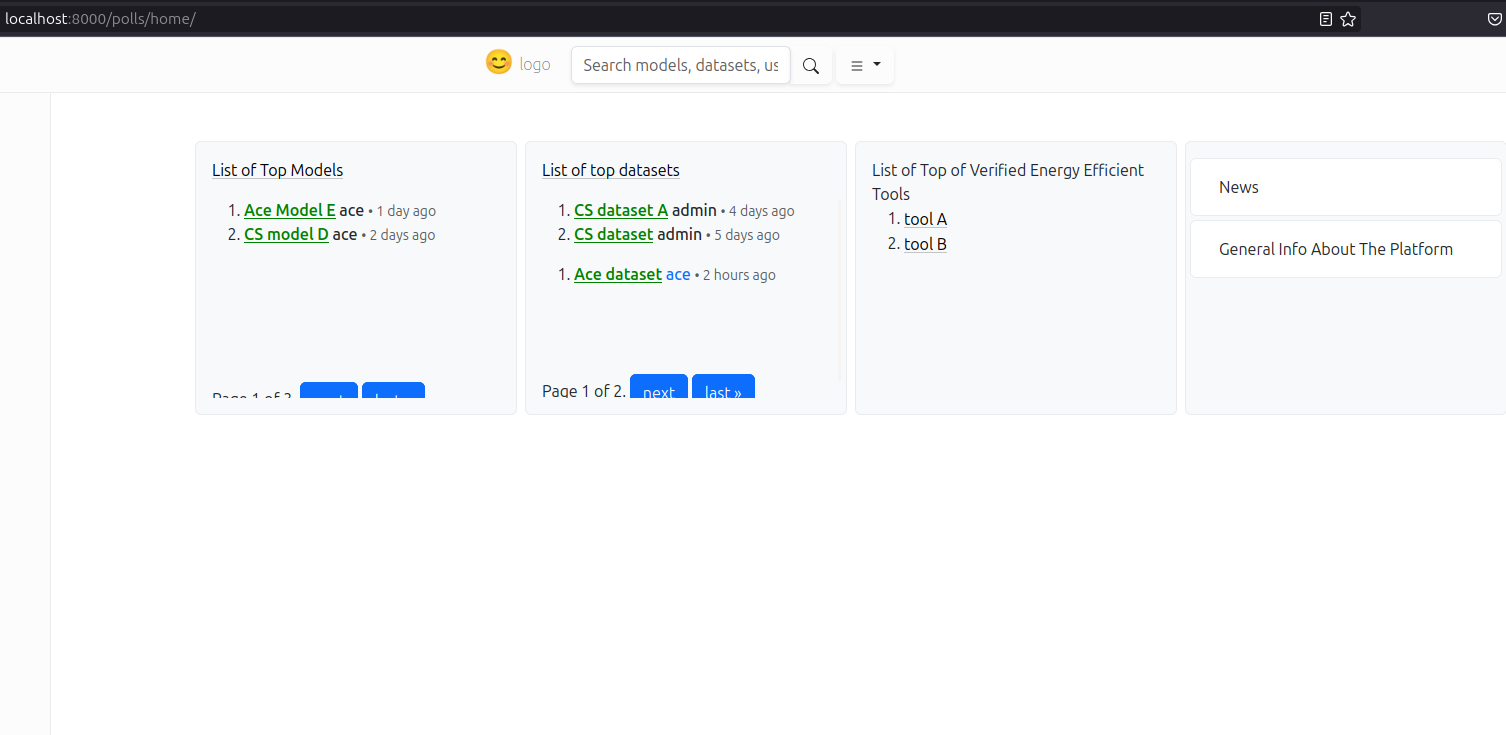 localhost:8000/polls/home/
logo
Search models, datasets, us
List of Top Models
1. Ace Model E ace • 1 day ago
2. CS model D ace • 2 days ago
Page 1 of
List of top datasets
1. CS dataset A admin • 4 days ago
2. CS dataset admin • 5 days ago
1. Ace dataset ace • 2 hours ago
Page 1 of 2. next last »
List of Top of Verified Energy Efficient
Tools
1. tool A
2. tool B
News
General Info About The Platform